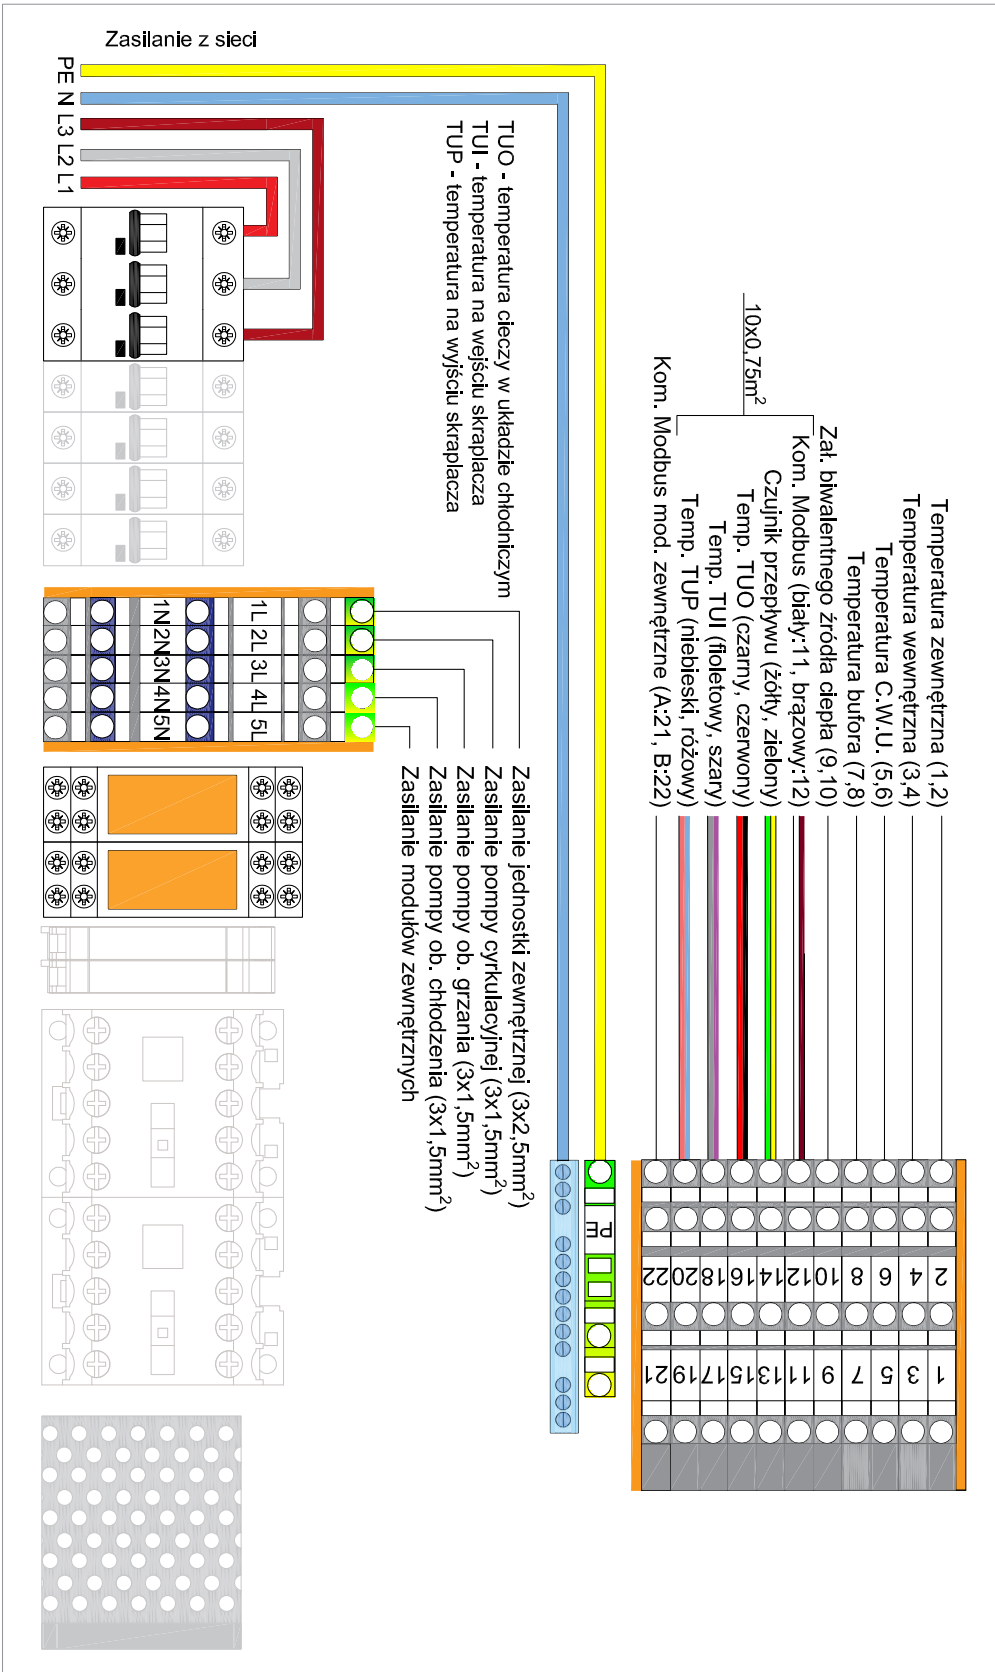 Zasilanie z sieci
PE N L3 L2 L1
TUO - temperatura cieczy w układzie chłodniczym
TUI - temperatura na wejściu skraplacza
TUP - temperatura na wyjściu skraplacza
10x0,75m²
Temperatura zewnętrzna (1,2)
Temperatura wewnętrzna (3,4)
Temperatura C.W.U. (5,6)
Temperatura bufora (7,8)
Zał. biwalentnego źródła ciepła (9,10)
Kom. Modbus (biały:11, brązowy:12)
Czujnik przepływu (żółty, zielony)
Temp. TUO (czarny, czerwony)
Temp. TUI (fioletowy, szary)
Temp. TUP (niebieski, różowy)
Kom. Modbus mod. zewnętrzne (A:21, B:22)
1L 2L 3L 4L 5L
1N 2N 3N 4N 5N
Zasilanie jednostki zewnętrznej (3x2,5mm²)
Zasilanie pompy cyrkulacyjnej (3x1,5mm²)
Zasilanie pompy ob. grzania (3x1,5mm²)
Zasilanie pompy ob. chłodzenia (3x1,5mm²)
Zasilanie modułów zewnętrznych
PE
2 4 6 8 10 12 14 16 18 20 22
1 3 5 7 9 11 13 15 17 19 21